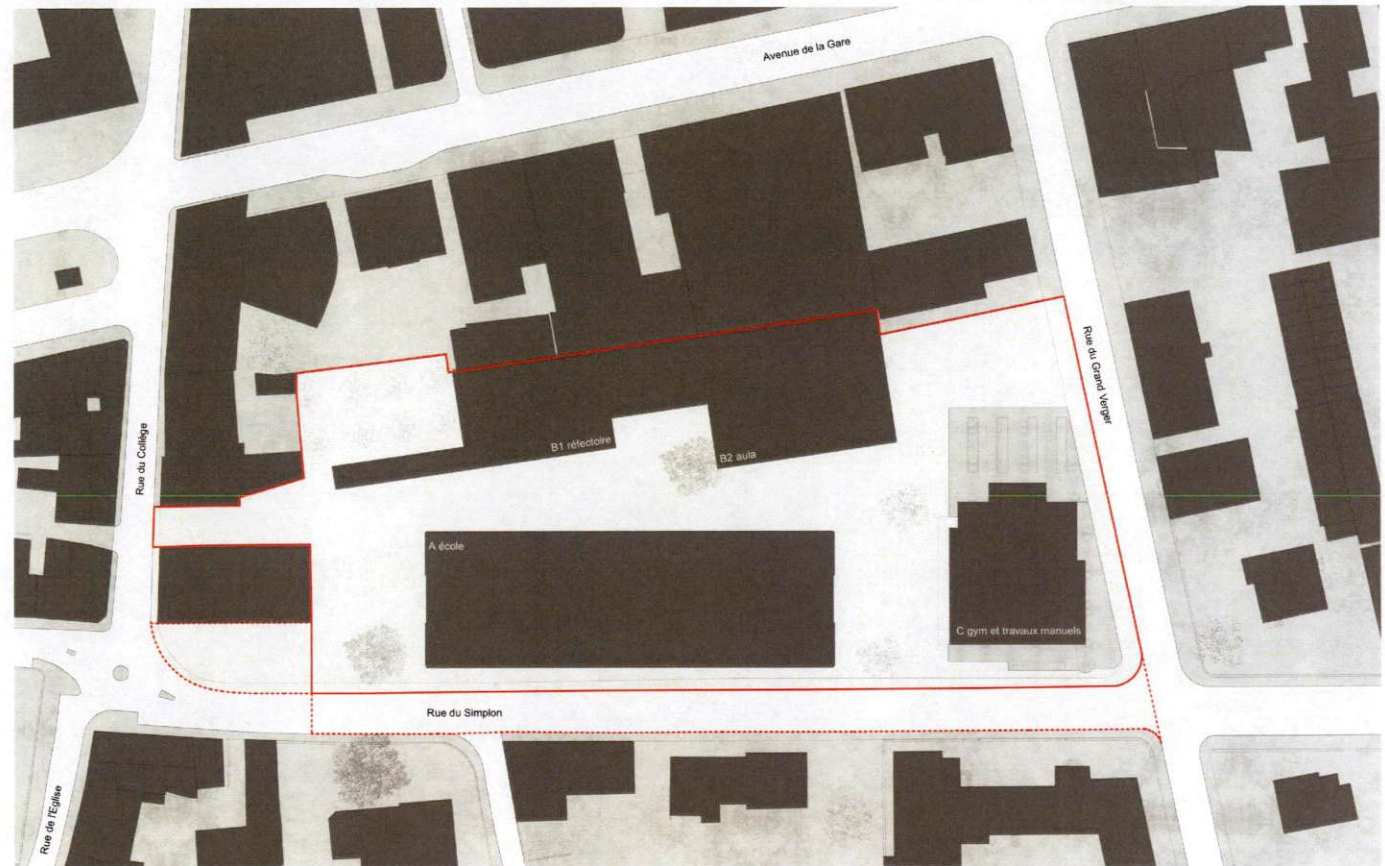 Avenue de la Gare
Rue du Grand Verger
Rue du Collège
B1 réfectoire
B2 aula
A école
C gym et travaux manuels
Rue du Simplon
Rue de l'Eglise